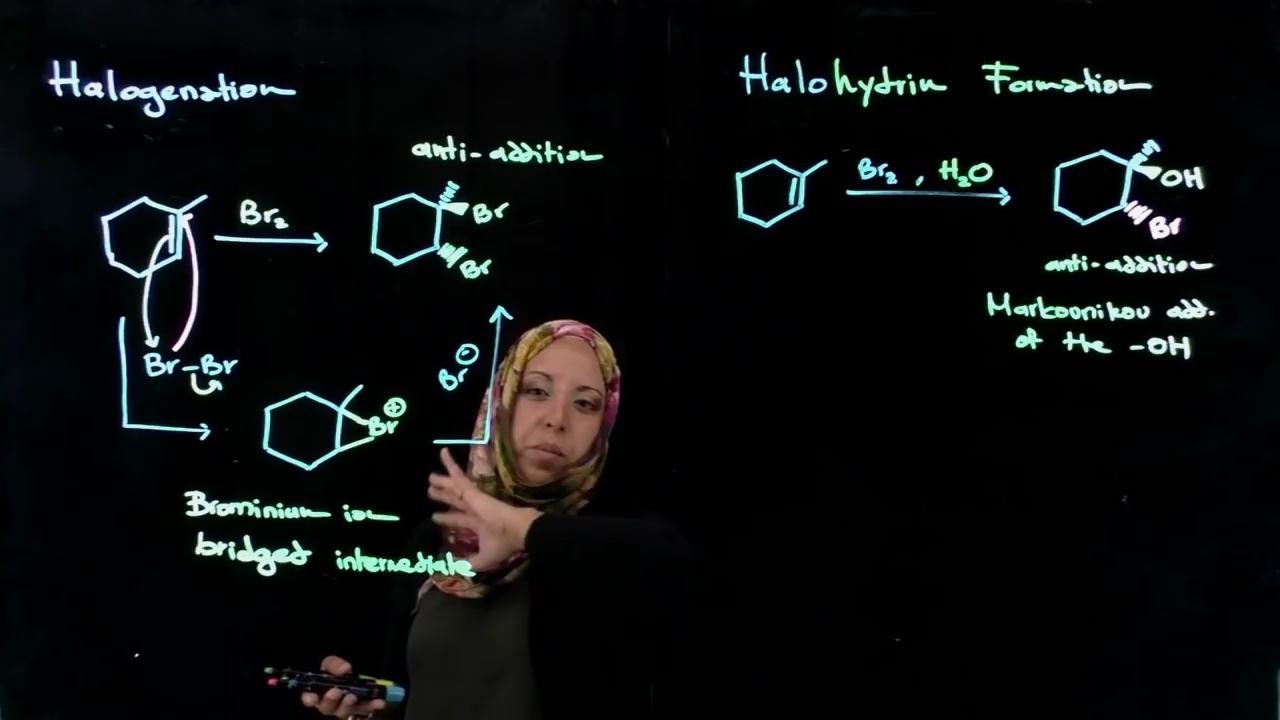 Halogenation
anti-addition
Br₂
Br
Br
Br-Br
Br⊕
Br⊖
Brominium ion
bridged intermediate
Halohydrin Formation
Br₂, H₂O
OH
Br
anti-addition
Markovnikov add.
of the -OH